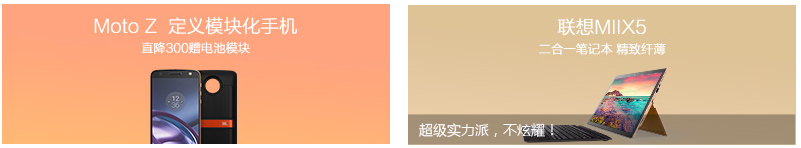 Moto Z 定义模块化手机
直降300赠电池模块
联想MIIX5
二合一笔记本 精致纤薄
超级实力派，不炫耀！